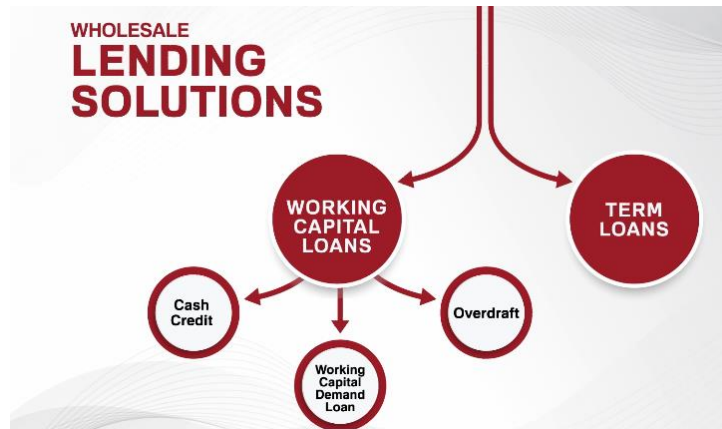 WHOLESALE
LENDING
SOLUTIONS
WORKING
CAPITAL
LOANS
TERM
LOANS
Cash
Credit
Overdraft
Working
Capital
Demand
Loan